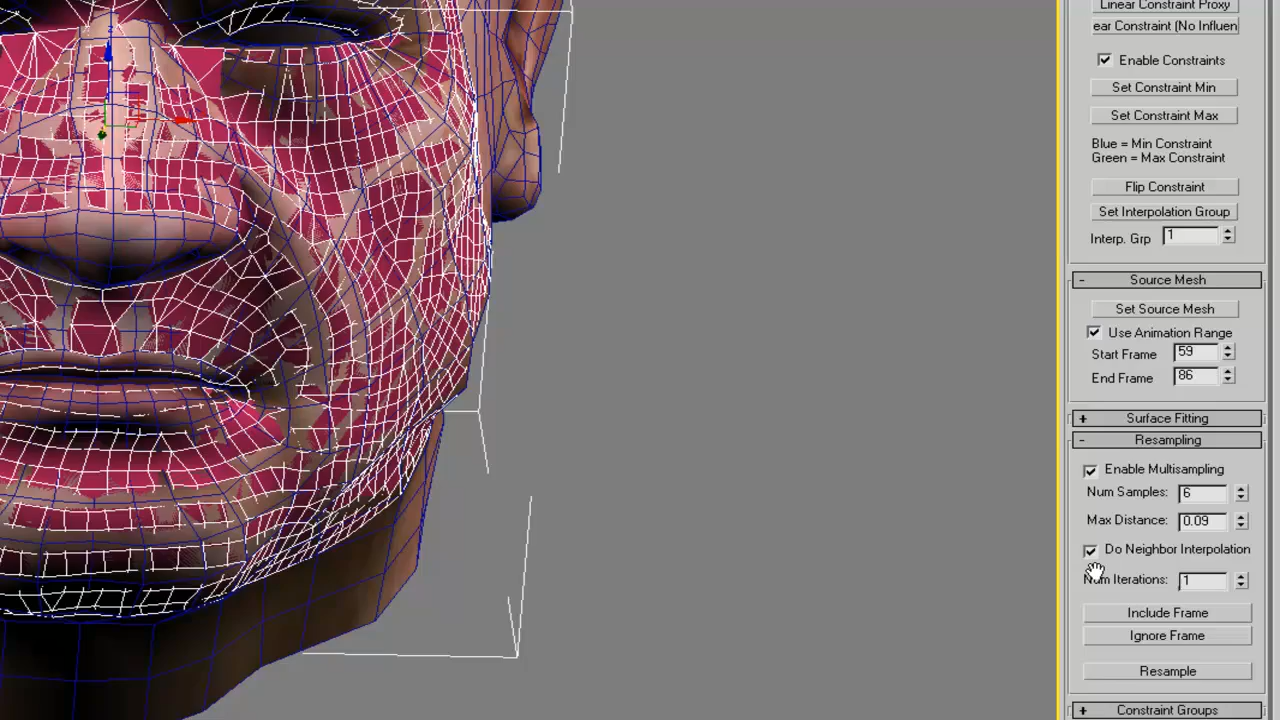 Linear Constraint Proxy
ear Constraint (No Influen
Enable Constraints
Set Constraint Min
Set Constraint Max
Blue = Min Constraint
Green = Max Constraint
Flip Constraint
Set Interpolation Group
Interp. Grp 1
- Source Mesh
Set Source Mesh
Use Animation Range
Start Frame 59
End Frame 86
+ Surface Fitting
- Resampling
Enable Multisampling
Num Samples: 6
Max Distance: 0.09
Do Neighbor Interpolation
Num Iterations: 1
Include Frame
Ignore Frame
Resample
+ Constraint Groups